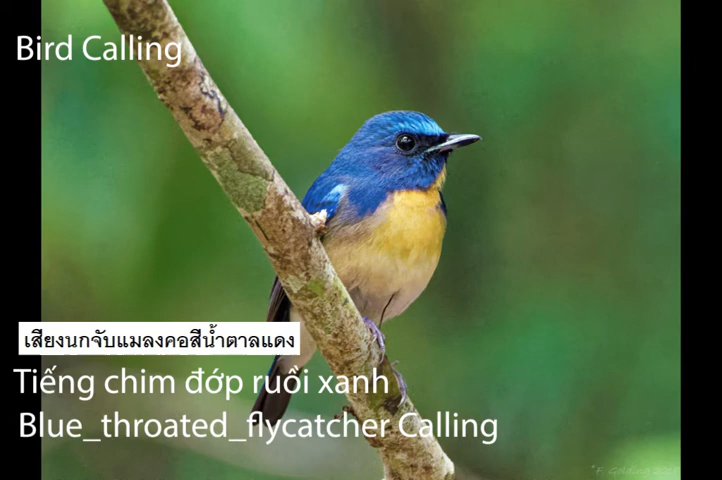 Bird Calling
เสียงนกจับแมลงคอสีน้ำตาลแดง
Tiếng chim đớp ruồi xanh
Blue_throated_flycatcher Calling
F. Golding